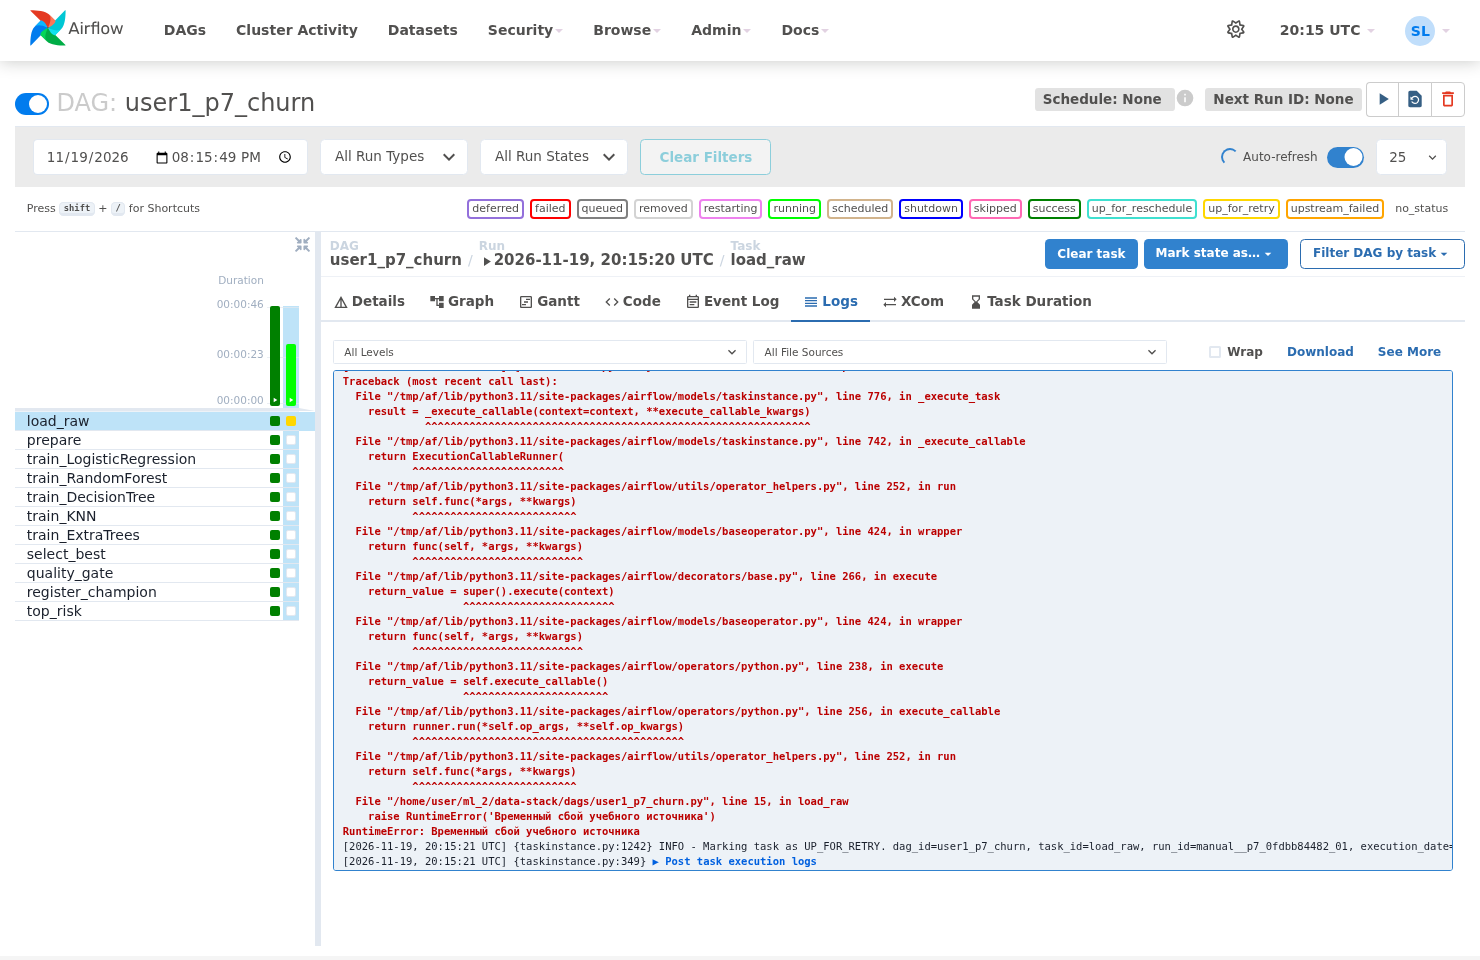 Airflow DAGs Cluster Activity Datasets Security Browse Admin Docs 20:15 UTC SL
DAG: user1_p7_churn Schedule: None Next Run ID: None
11/19/2026 08:15:49 PM All Run Types All Run States Clear Filters Auto-refresh 25
Press shift + / for Shortcuts deferred failed queued removed restarting running scheduled shutdown skipped success up_for_reschedule up_for_retry upstream_failed no_status
DAG Run Task
user1_p7_churn / 2026-11-19, 20:15:20 UTC / load_raw Clear task Mark state as... Filter DAG by task
Duration
00:00:46
00:00:23
00:00:00
load_raw
prepare
train_LogisticRegression
train_RandomForest
train_DecisionTree
train_KNN
train_ExtraTrees
select_best
quality_gate
register_champion
top_risk
Details Graph Gantt Code Event Log Logs XCom Task Duration
All Levels All File Sources Wrap Download See More
Traceback (most recent call last):
File "/tmp/af/lib/python3.11/site-packages/airflow/models/taskinstance.py", line 776, in _execute_task
result = _execute_callable(context=context, **execute_callable_kwargs)
^^^^^^^^^^^^^^^^^^^^^^^^^^^^^^^^^^^^^^^^^^^^^^^^^^^^^^^^^^^^^
File "/tmp/af/lib/python3.11/site-packages/airflow/models/taskinstance.py", line 742, in _execute_callable
return ExecutionCallableRunner(
^^^^^^^^^^^^^^^^^^^^^^^^
File "/tmp/af/lib/python3.11/site-packages/airflow/utils/operator_helpers.py", line 252, in run
return self.func(*args, **kwargs)
^^^^^^^^^^^^^^^^^^^^^^^^^^
File "/tmp/af/lib/python3.11/site-packages/airflow/models/baseoperator.py", line 424, in wrapper
return func(self, *args, **kwargs)
^^^^^^^^^^^^^^^^^^^^^^^^^^^
File "/tmp/af/lib/python3.11/site-packages/airflow/decorators/base.py", line 266, in execute
return_value = super().execute(context)
^^^^^^^^^^^^^^^^^^^^^^^^
File "/tmp/af/lib/python3.11/site-packages/airflow/models/baseoperator.py", line 424, in wrapper
return func(self, *args, **kwargs)
^^^^^^^^^^^^^^^^^^^^^^^^^^^
File "/tmp/af/lib/python3.11/site-packages/airflow/operators/python.py", line 238, in execute
return_value = self.execute_callable()
^^^^^^^^^^^^^^^^^^^^^^^
File "/tmp/af/lib/python3.11/site-packages/airflow/operators/python.py", line 256, in execute_callable
return runner.run(*self.op_args, **self.op_kwargs)
^^^^^^^^^^^^^^^^^^^^^^^^^^^^^^^^^^^^^^^^^^^
File "/tmp/af/lib/python3.11/site-packages/airflow/utils/operator_helpers.py", line 252, in run
return self.func(*args, **kwargs)
^^^^^^^^^^^^^^^^^^^^^^^^^^
File "/home/user/ml_2/data-stack/dags/user1_p7_churn.py", line 15, in load_raw
raise RuntimeError('Временный сбой учебного источника')
RuntimeError: Временный сбой учебного источника
[2026-11-19, 20:15:21 UTC] {taskinstance.py:1242} INFO - Marking task as UP_FOR_RETRY. dag_id=user1_p7_churn, task_id=load_raw, run_id=manual__p7_0fdbb84482_01, execution_date=
[2026-11-19, 20:15:21 UTC] {taskinstance.py:349} ▶ Post task execution logs